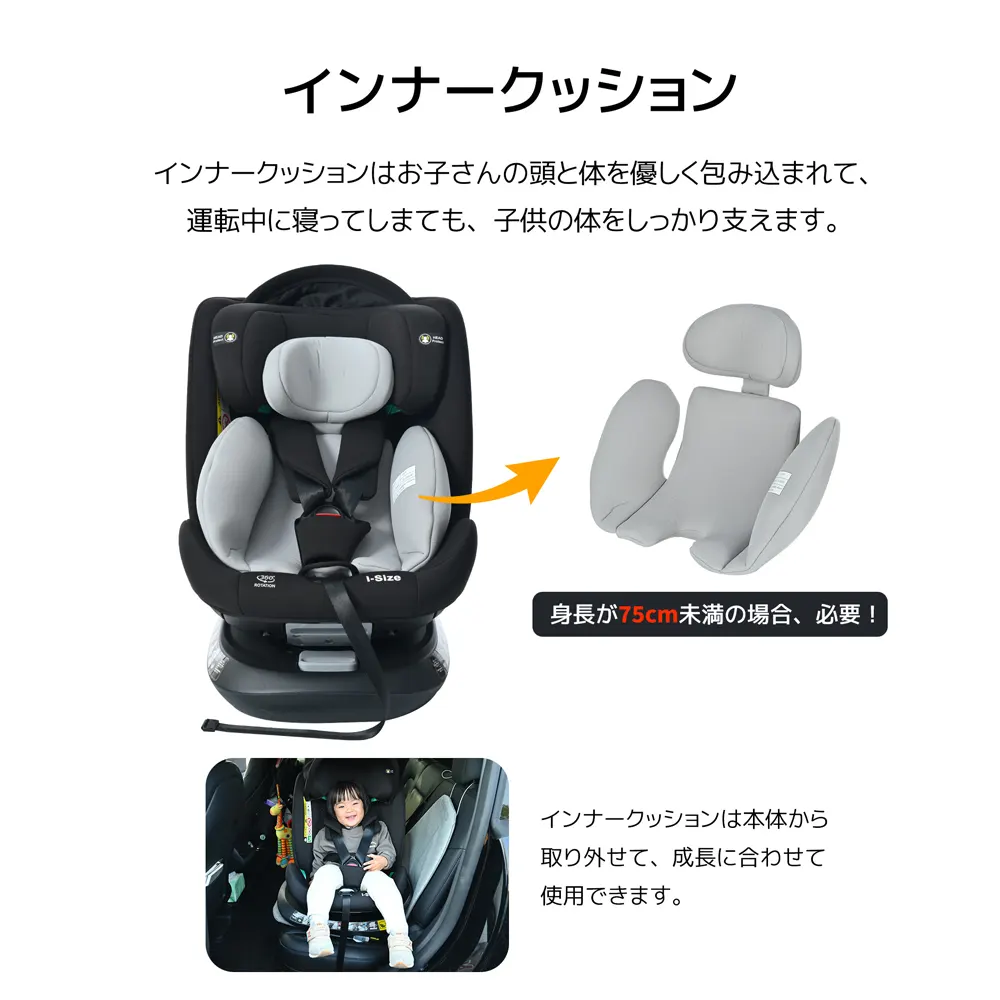 インナークッション
インナークッションはお子さんの頭と体を優しく包み込まれて、
運転中に寝ってしまても、子供の体をしっかり支えます。
HEAD
HEAD
360°
ROTATION
i-Size
身長が75cm未満の場合、必要！
インナークッションは本体から
取り外せて、成長に合わせて
使用できます。